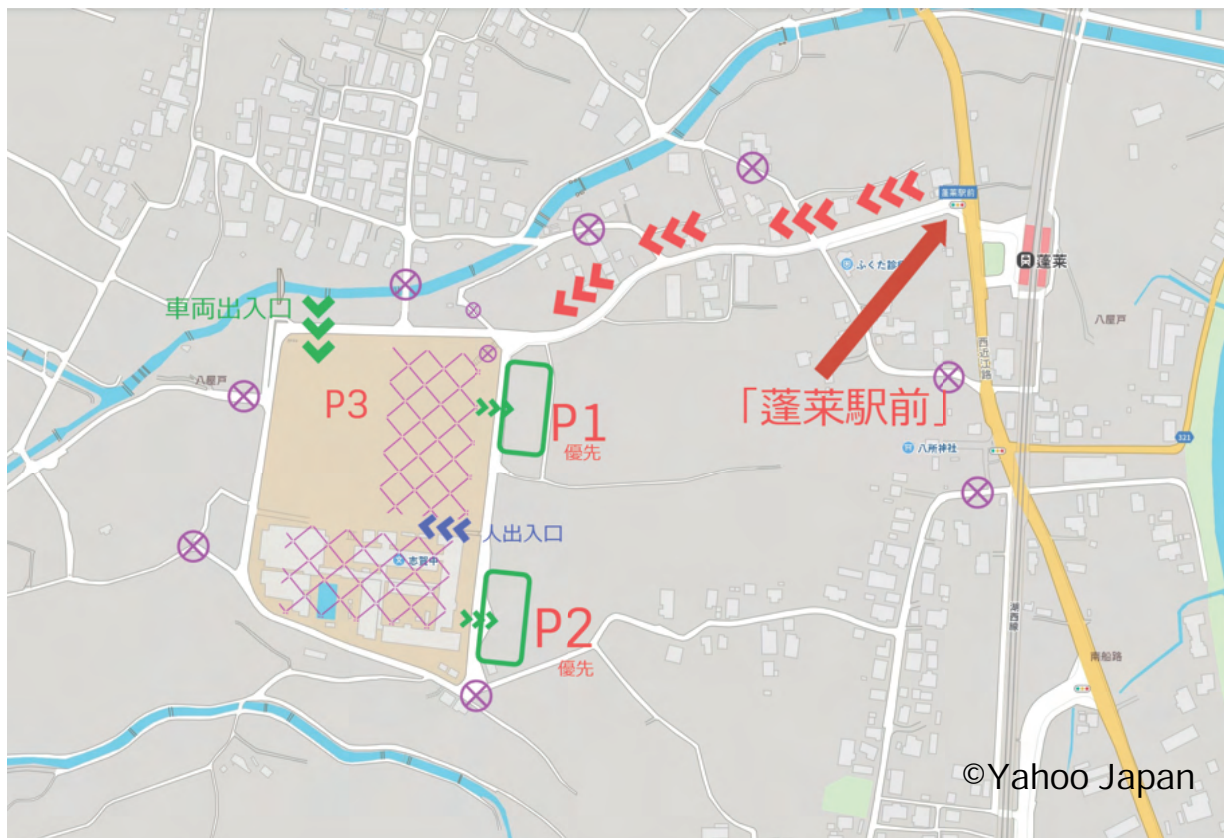 蓬莱駅前
蓬莱
ふくた診
車両出入口
八屋戸
西近江路
八屋戸
P3
P1
優先
「蓬莱駅前」
321
八所神社
人出入口
志賀中
P2
優先
湖西線
南船路
©Yahoo Japan